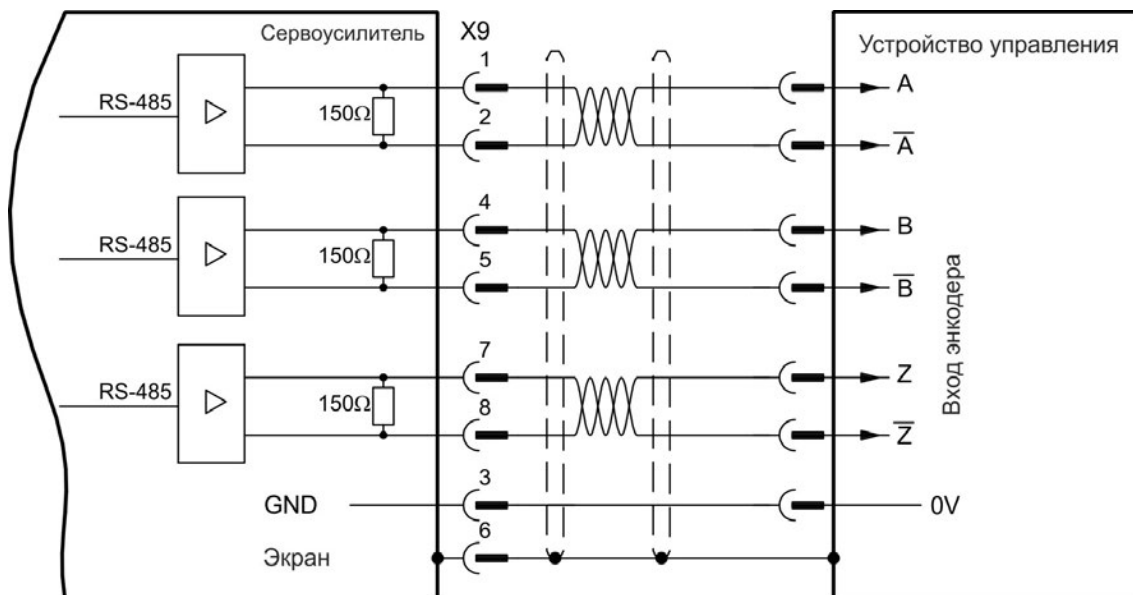 Сервоусилитель
X9
Устройство управления
1
A
RS-485
150Ω
2
A̅
4
B
RS-485
150Ω
5
B̅
Вход энкодера
7
Z
RS-485
150Ω
8
Z̅
3
GND
0V
6
Экран